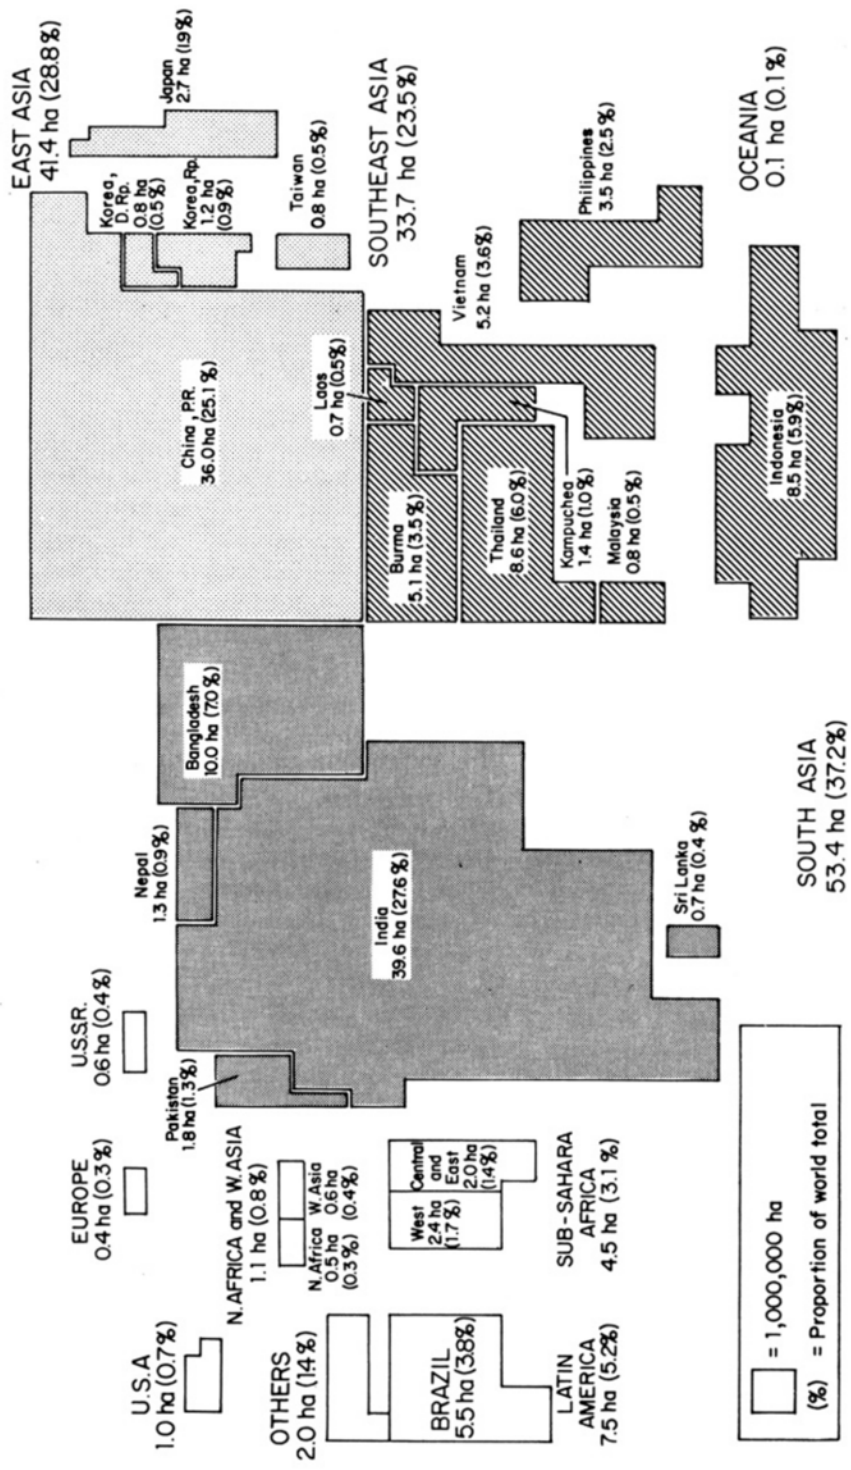 U.S.A
1.0 ha (0.7%)
EUROPE
0.4 ha (0.3%)
U.S.S.R.
0.6 ha (0.4%)
N.AFRICA and W.ASIA
1.1 ha (0.8%)
N.Africa
0.5 ha
(0.3%)
W.Asia
0.6 ha
(0.4%)
OTHERS
2.0 ha (1.4%)
BRAZIL
5.5 ha (3.8%)
LATIN
AMERICA
7.5 ha (5.2%)
West
2.4 ha
(1.7%)
Central
and
East
2.0 ha
(1.4%)
SUB-SAHARA
AFRICA
4.5 ha (3.1%)
Pakistan
1.8 ha (1.3%)
Nepal
1.3 ha (0.9%)
India
39.6 ha (27.6%)
Bangladesh
10.0 ha (7.0%)
Sri Lanka
0.7 ha (0.4%)
SOUTH ASIA
53.4 ha (37.2%)
EAST ASIA
41.4 ha (28.8%)
China, P.R.
36.0 ha (25.1%)
Korea,
D. Rp.
0.8 ha
(0.5%)
Korea, Rp.
1.2 ha
(0.9%)
Japan
2.7 ha (1.9%)
Taiwan
0.8 ha (0.5%)
SOUTHEAST ASIA
33.7 ha (23.5%)
Laos
0.7 ha (0.5%)
Burma
5.1 ha (3.5%)
Thailand
8.6 ha (6.0%)
Kampuchea
1.4 ha (1.0%)
Malaysia
0.8 ha (0.5%)
Vietnam
5.2 ha (3.6%)
Philippines
3.5 ha (2.5%)
Indonesia
8.5 ha (5.9%)
OCEANIA
0.1 ha (0.1%)
= 1,000,000 ha
(%) = Proportion of world total